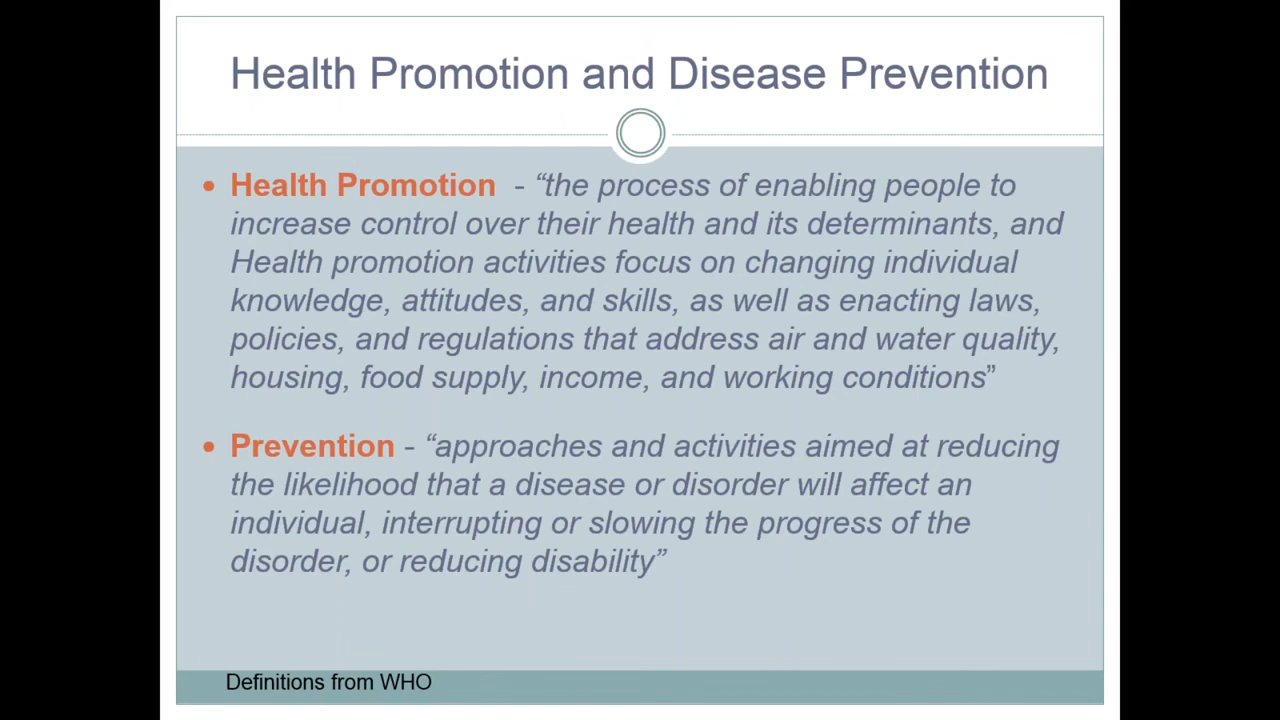 Health Promotion and Disease Prevention
• Health Promotion - “the process of enabling people to
increase control over their health and its determinants, and
Health promotion activities focus on changing individual
knowledge, attitudes, and skills, as well as enacting laws,
policies, and regulations that address air and water quality,
housing, food supply, income, and working conditions”
• Prevention - “approaches and activities aimed at reducing
the likelihood that a disease or disorder will affect an
individual, interrupting or slowing the progress of the
disorder, or reducing disability”
Definitions from WHO